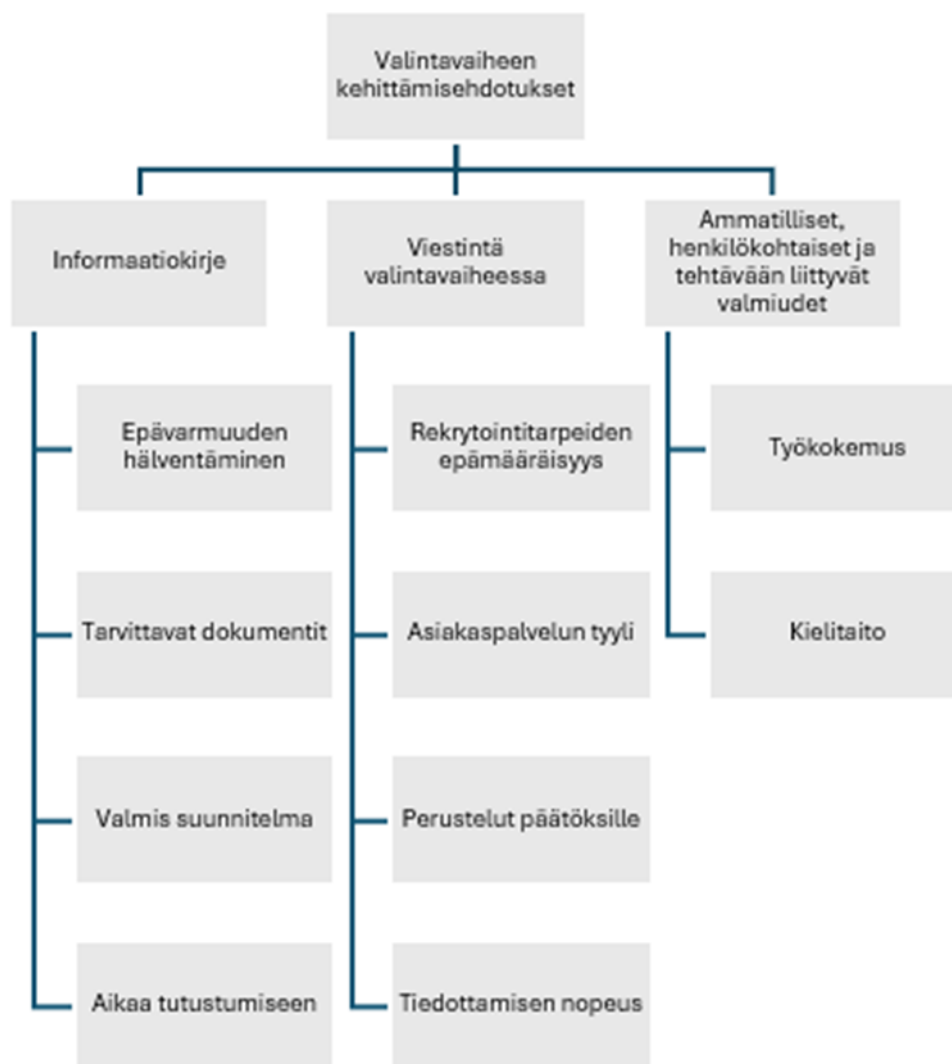 Valintavaiheen
kehittämisehdotukset
Informaatiokirje
Viestintä
valintavaiheessa
Ammatilliset,
henkilökohtaiset ja
tehtävään liittyvät
valmiudet
Epävarmuuden
hälventäminen
Tarvittavat dokumentit
Valmis suunnitelma
Aikaa tutustumiseen
Rekrytointitarpeiden
epämääräisyys
Asiakaspalvelun tyyli
Perustelut päätöksille
Tiedottamisen nopeus
Työkokemus
Kielitaito